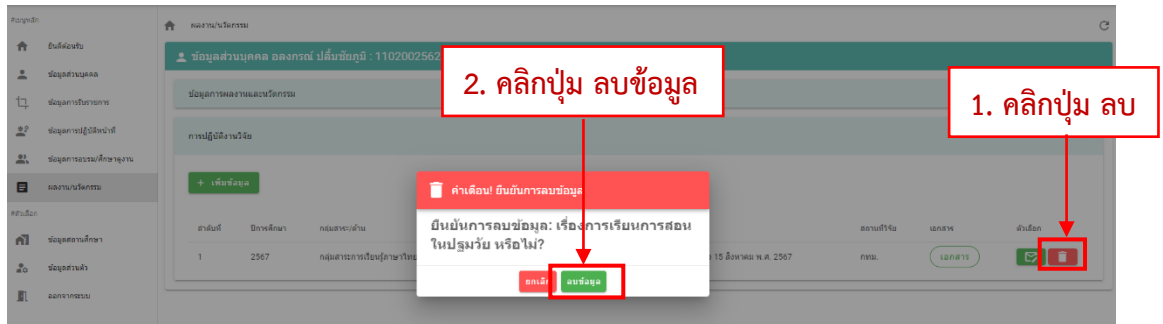 #เมนูหลัก
ยินดีต้อนรับ
ข้อมูลส่วนบุคคล
ข้อมูลการรับราชการ
ข้อมูลการปฏิบัติหน้าที่
ข้อมูลการอบรม/ศึกษาดูงาน
ผลงาน/นวัตกรรม
#ตัวเลือก
ข้อมูลสถานศึกษา
ข้อมูลส่วนตัว
ออกจากระบบ
ผลงาน/นวัตกรรม
ข้อมูลส่วนบุคคล อลงกรณ์ ปลื้มชัยภูมิ : 1102002562
2. คลิกปุ่ม ลบข้อมูล
1. คลิกปุ่ม ลบ
ข้อมูลการผลงานและนวัตกรรม
การปฏิบัติงานวิจัย
+ เพิ่มข้อมูล
คำเตือน! ยืนยันการลบข้อมูล
ยืนยันการลบข้อมูล: เรื่องการเรียนการสอน
ในปฐมวัย หรือไม่?
ยกเลิก ลบข้อมูล
ลำดับที่ ปีการศึกษา กลุ่มสาระ/ด้าน สถานที่วิจัย เอกสาร ตัวเลือก
1 2567 กลุ่มสาระการเรียนรู้ภาษาไทย 15 สิงหาคม พ.ศ. 2567 กทม. เอกสาร